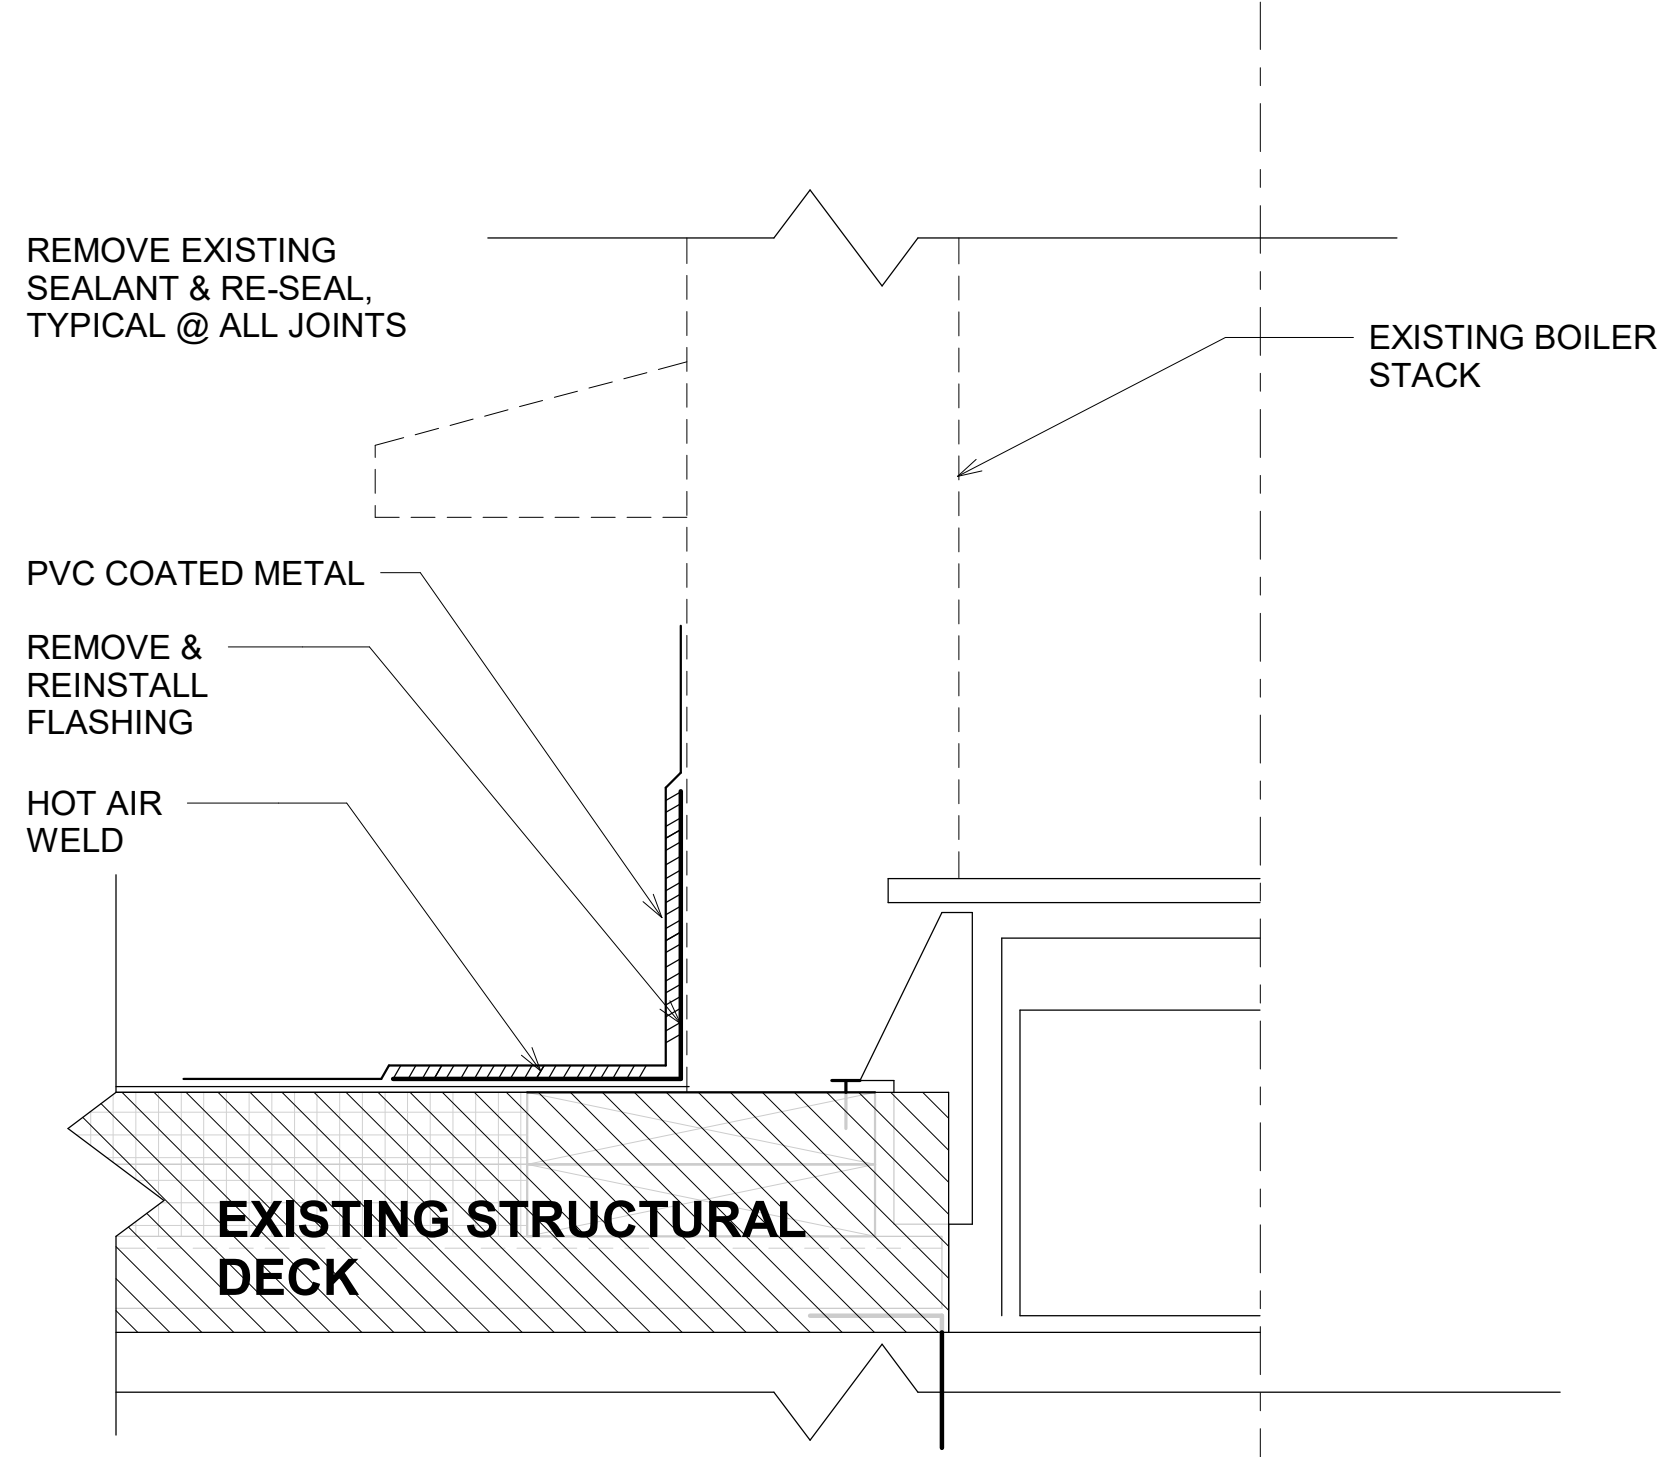 REMOVE EXISTING
SEALANT & RE-SEAL,
TYPICAL @ ALL JOINTS
EXISTING BOILER
STACK
PVC COATED METAL
REMOVE &
REINSTALL
FLASHING
HOT AIR
WELD
EXISTING STRUCTURAL
DECK